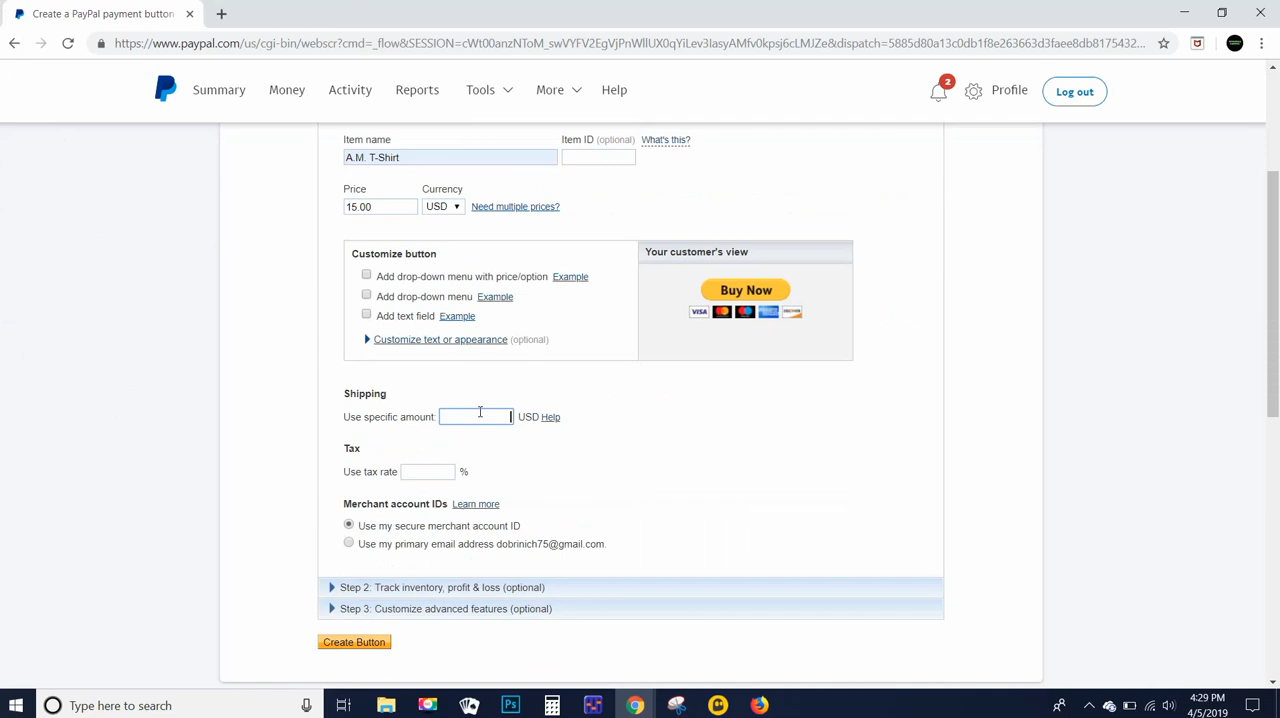 Create a PayPal payment button
https://www.paypal.com/us/cgi-bin/webscr?cmd=_flow&SESSION=cWt00anzNToM_swVYFV2EgVjPnWllUX0qYiLev3IasyAMfv0kpsj6cLMJZe&dispatch=5885d80a13c0db1f8e263663d3faee8db8175432...
Summary Money Activity Reports Tools More Help 2 Profile Log out
Item name Item ID (optional) What's this?
A.M. T-Shirt
Price Currency
15.00 USD Need multiple prices?
Customize button Your customer's view
Add drop-down menu with price/option Example
Buy Now
Add drop-down menu Example
VISA
Add text field Example
Customize text or appearance (optional)
Shipping
Use specific amount: USD Help
Tax
Use tax rate %
Merchant account IDs Learn more
Use my secure merchant account ID
Use my primary email address dobrinich75@gmail.com.
Step 2: Track inventory, profit & loss (optional)
Step 3: Customize advanced features (optional)
Create Button
Type here to search
Ps
4:29 PM
4/5/2019